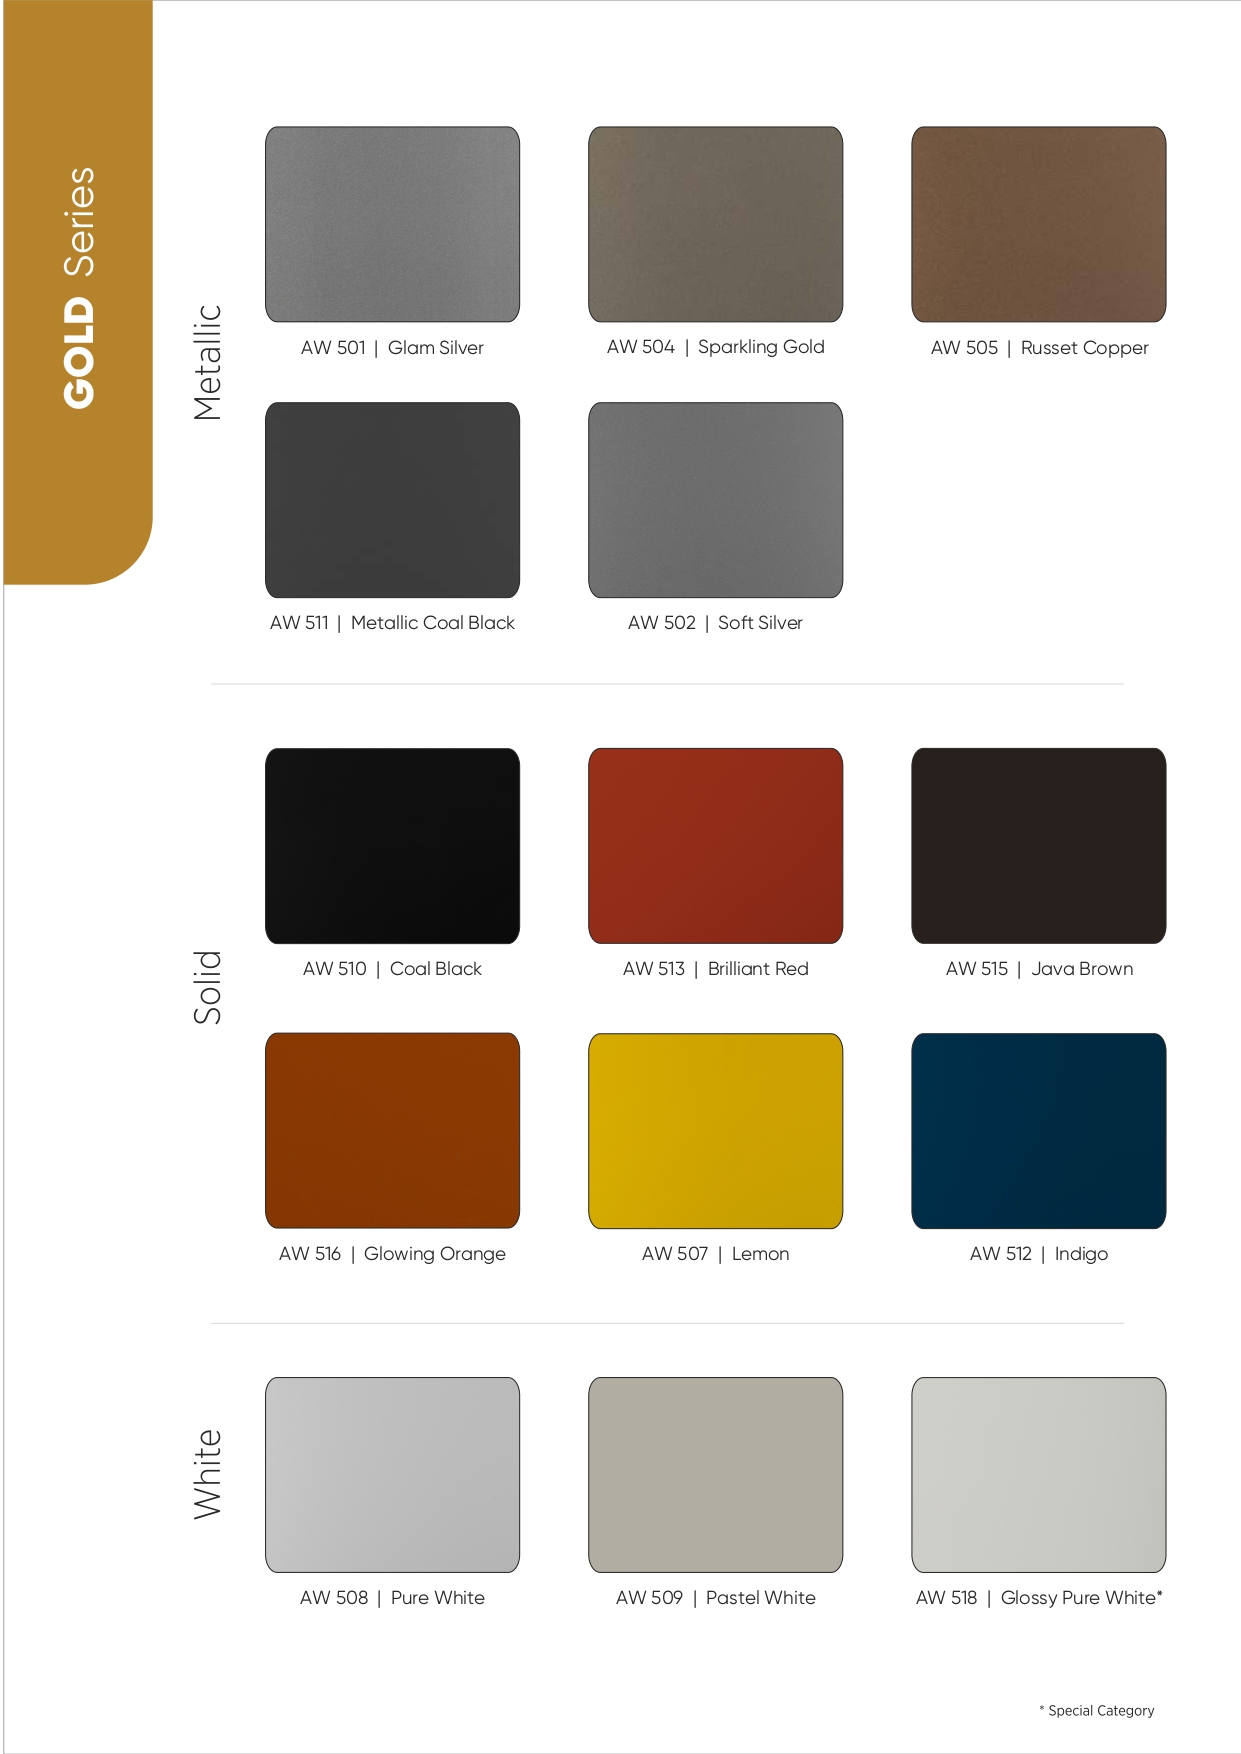 GOLD Series
Metallic
AW 501 | Glam Silver
AW 504 | Sparkling Gold
AW 505 | Russet Copper
AW 511 | Metallic Coal Black
AW 502 | Soft Silver
Solid
AW 510 | Coal Black
AW 513 | Brilliant Red
AW 515 | Java Brown
AW 516 | Glowing Orange
AW 507 | Lemon
AW 512 | Indigo
White
AW 508 | Pure White
AW 509 | Pastel White
AW 518 | Glossy Pure White*
* Special Category